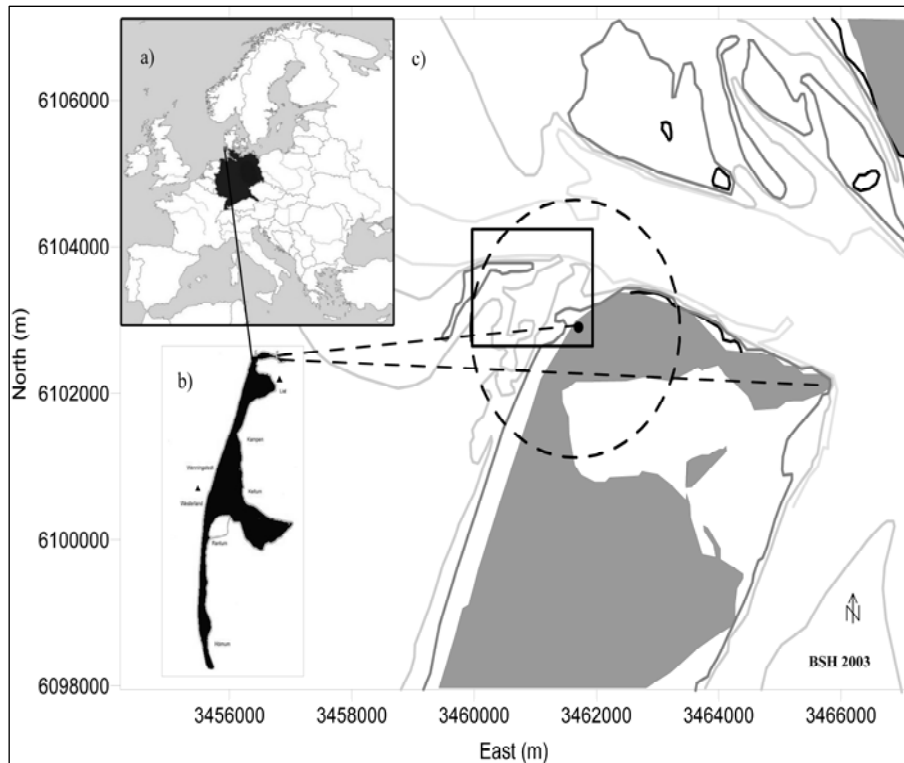 a)
c)
6106000
6104000
6102000
6100000
6098000
North (m)
b)
List
Kampen
Wenningstedt
Westerland
Keitum
Rantum
Hörnum
N
BSH 2003
3456000
3458000
3460000
3462000
3464000
3466000
East (m)